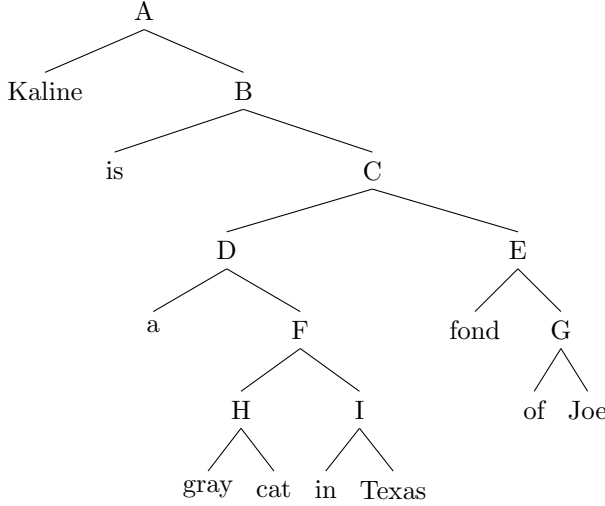 A
Kaline B
is C
D E
a F fond G
H I of Joe
gray cat in Texas